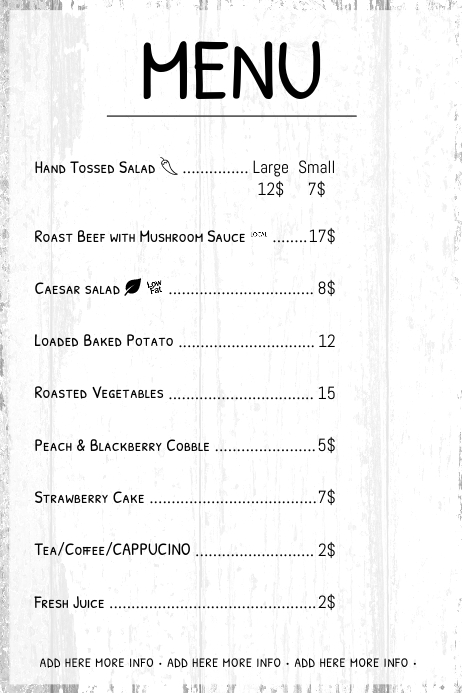 MENU
Hand Tossed Salad ............... Large Small
12$ 7$
Roast Beef with Mushroom Sauce LOCAL ........17$
Caesar salad Low Fat ................................. 8$
Loaded Baked Potato ............................... 12
Roasted Vegetables ................................. 15
Peach & Blackberry Cobble .......................5$
Strawberry Cake ......................................7$
Tea/Coffee/CAPPUCINO ........................... 2$
Fresh Juice ...............................................2$
ADD HERE MORE INFO · ADD HERE MORE INFO · ADD HERE MORE INFO ·